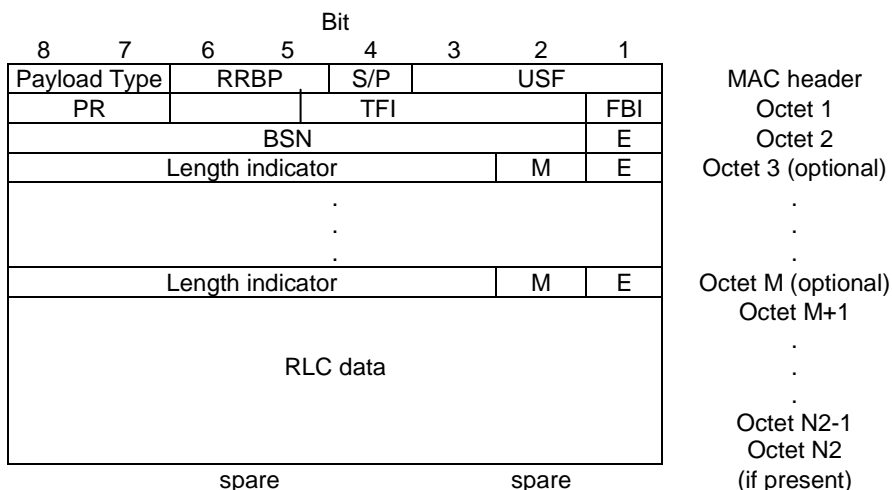 Bit
8 7 6 5 4 3 2 1
Payload Type RRBP S/P USF MAC header
PR TFI FBI Octet 1
BSN E Octet 2
Length indicator M E Octet 3 (optional)
. .
. .
. .
Length indicator M E Octet M (optional)
Octet M+1
.
RLC data .
.
Octet N2-1
Octet N2
spare spare (if present)